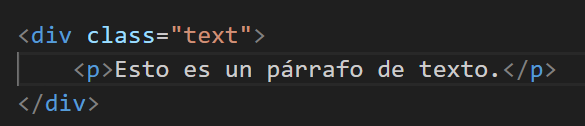 <div class="text">
<p>Esto es un párrafo de texto.</p>
</div>